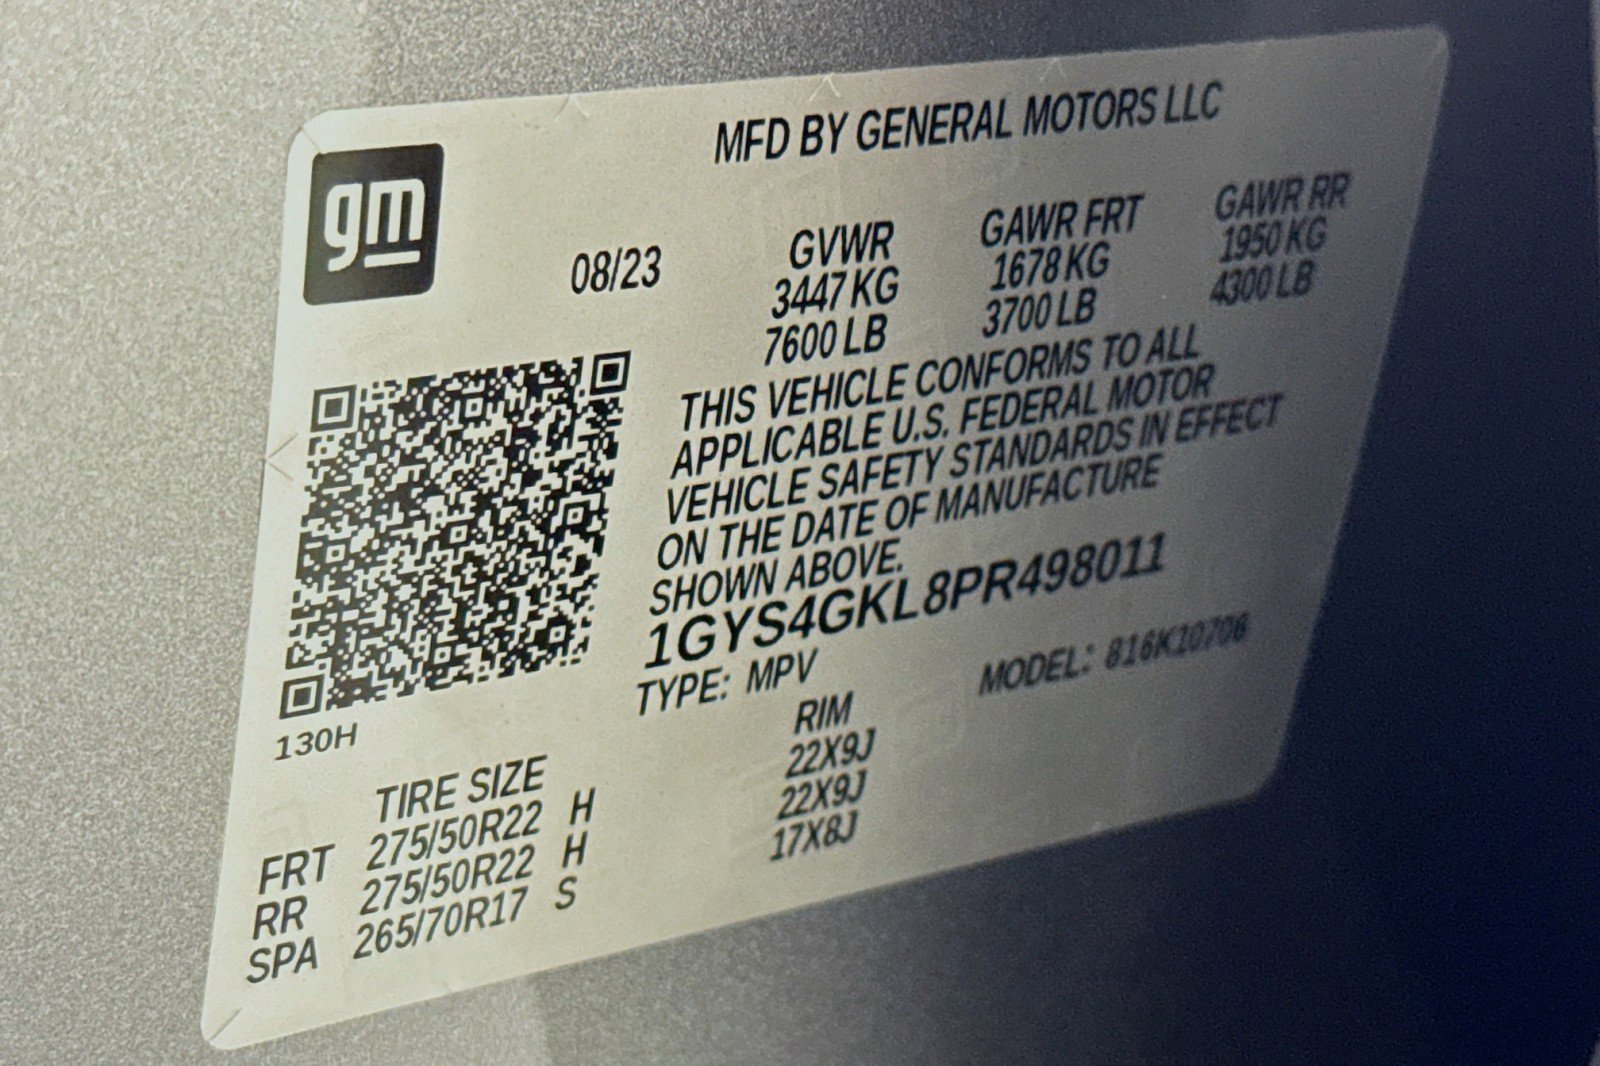 gm
MFD BY GENERAL MOTORS LLC
08/23
GVWR GAWR FRT GAWR RR
3447 KG 1678 KG 1950 KG
7600 LB 3700 LB 4300 LB
THIS VEHICLE CONFORMS TO ALL
APPLICABLE U.S. FEDERAL MOTOR
VEHICLE SAFETY STANDARDS IN EFFECT
ON THE DATE OF MANUFACTURE
SHOWN ABOVE.
1GYS4GKL8PR498011
TYPE: MPV MODEL: 816K10706
130H
TIRE SIZE RIM
FRT 275/50R22 H 22X9J
RR 275/50R22 H 22X9J
SPA 265/70R17 S 17X8J